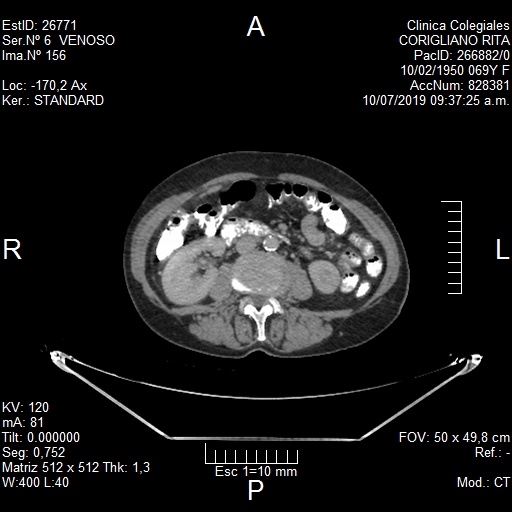 EstID: 26771
Ser.Nº 6 VENOSO
Ima.Nº 156
Loc: -170,2 Ax
Ker.: STANDARD
A
Clinica Colegiales
CORIGLIANO RITA
PacID: 266882/0
10/02/1950 069Y F
AccNum: 828381
10/07/2019 09:37:25 a.m.
R
L
KV: 120
mA: 81
Tilt: 0.000000
Seg: 0,752
Matriz 512 x 512 Thk: 1,3
W:400 L:40
Esc 1=10 mm
P
FOV: 50 x 49,8 cm
Ref.: -
Mod.: CT